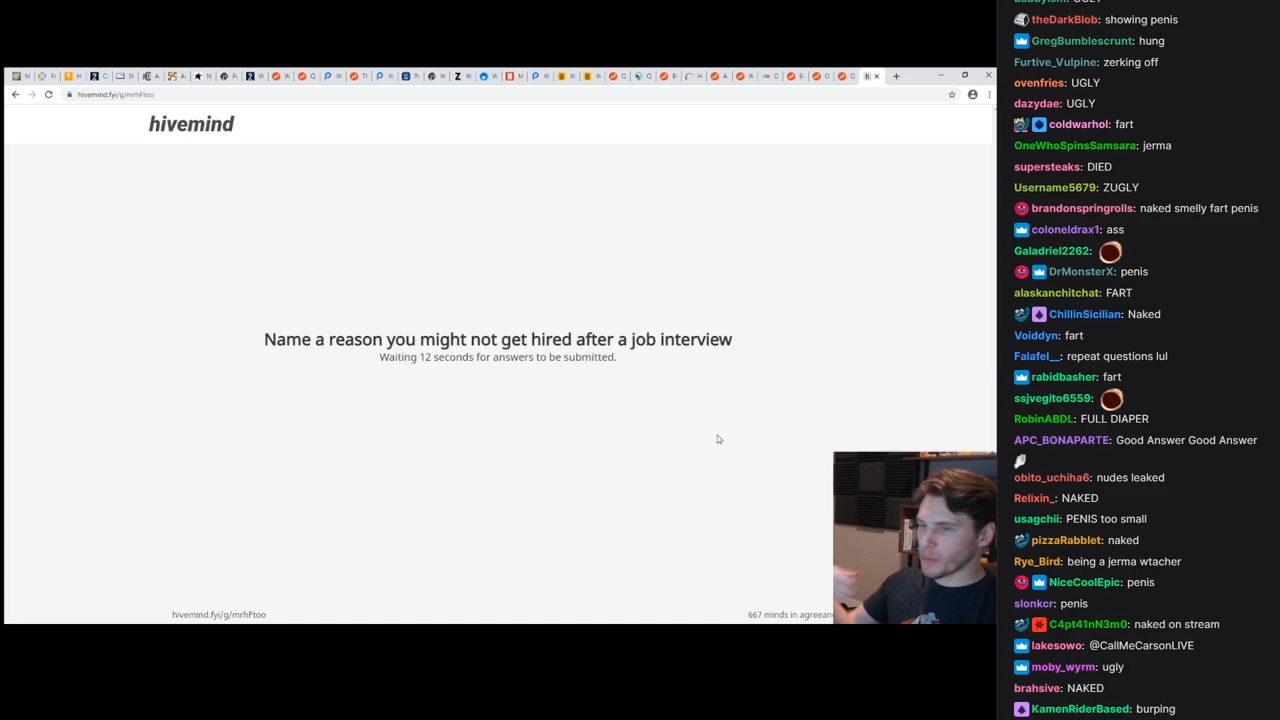 hivemind.fyi/g/mrhFtoo
hivemind
Name a reason you might not get hired after a job interview
Waiting 12 seconds for answers to be submitted.
hivemind.fyi/g/mrhFtoo
667 minds in agreean
theDarkBlob: showing penis
GregBumblescrunt: hung
Furtive_Vulpine: zerking off
ovenfries: UGLY
dazydae: UGLY
coldwarhol: fart
OneWhoSpinsSamsara: jerma
supersteaks: DIED
Username5679: ZUGLY
brandonspringrolls: naked smelly fart penis
coloneldrax1: ass
Galadriel2262:
DrMonsterX: penis
alaskanchitchat: FART
ChillinSicilian: Naked
Voiddyn: fart
Falafel__: repeat questions lul
rabidbasher: fart
ssjvegito6559:
RobinABDL: FULL DIAPER
APC_BONAPARTE: Good Answer Good Answer
obito_uchiha6: nudes leaked
Relixin_: NAKED
usagchii: PENIS too small
pizzaRabblet: naked
Rye_Bird: being a jerma wtacher
NiceCoolEpic: penis
slonkcr: penis
C4pt41nN3m0: naked on stream
lakesowo: @CallMeCarsonLIVE
moby_wyrm: ugly
brahsive: NAKED
KamenRiderBased: burping